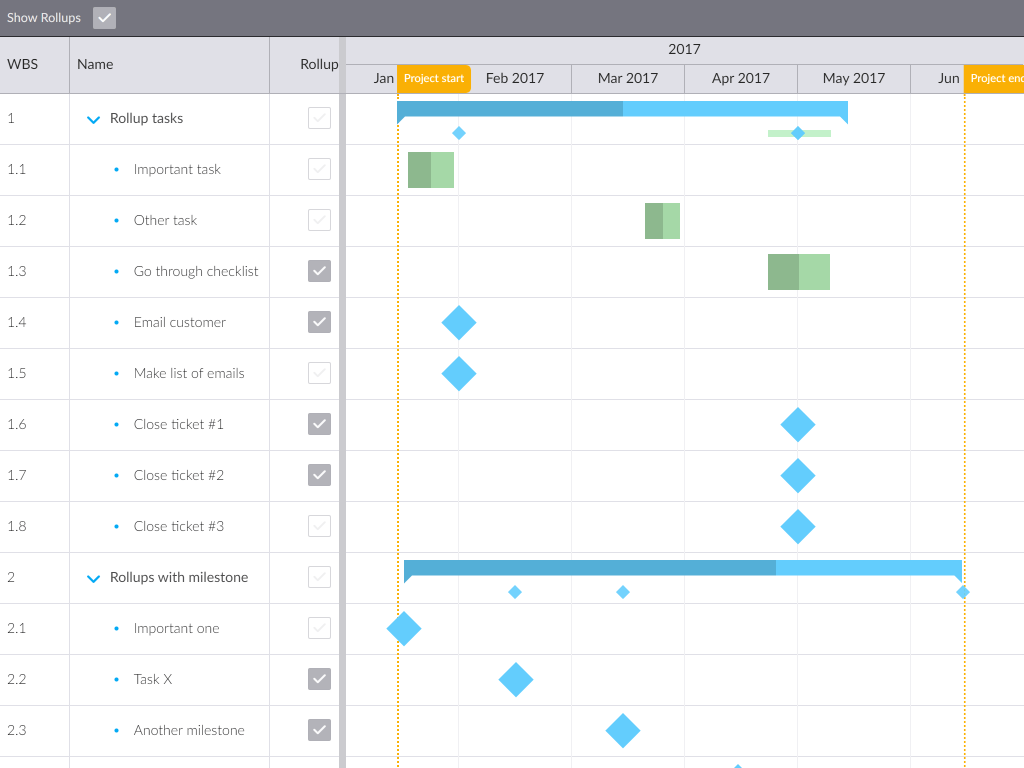 Show Rollups
WBS Name Rollup 2017
Jan Project start Feb 2017 Mar 2017 Apr 2017 May 2017 Jun Project end
1 Rollup tasks
1.1 Important task
1.2 Other task
1.3 Go through checklist
1.4 Email customer
1.5 Make list of emails
1.6 Close ticket #1
1.7 Close ticket #2
1.8 Close ticket #3
2 Rollups with milestone
2.1 Important one
2.2 Task X
2.3 Another milestone